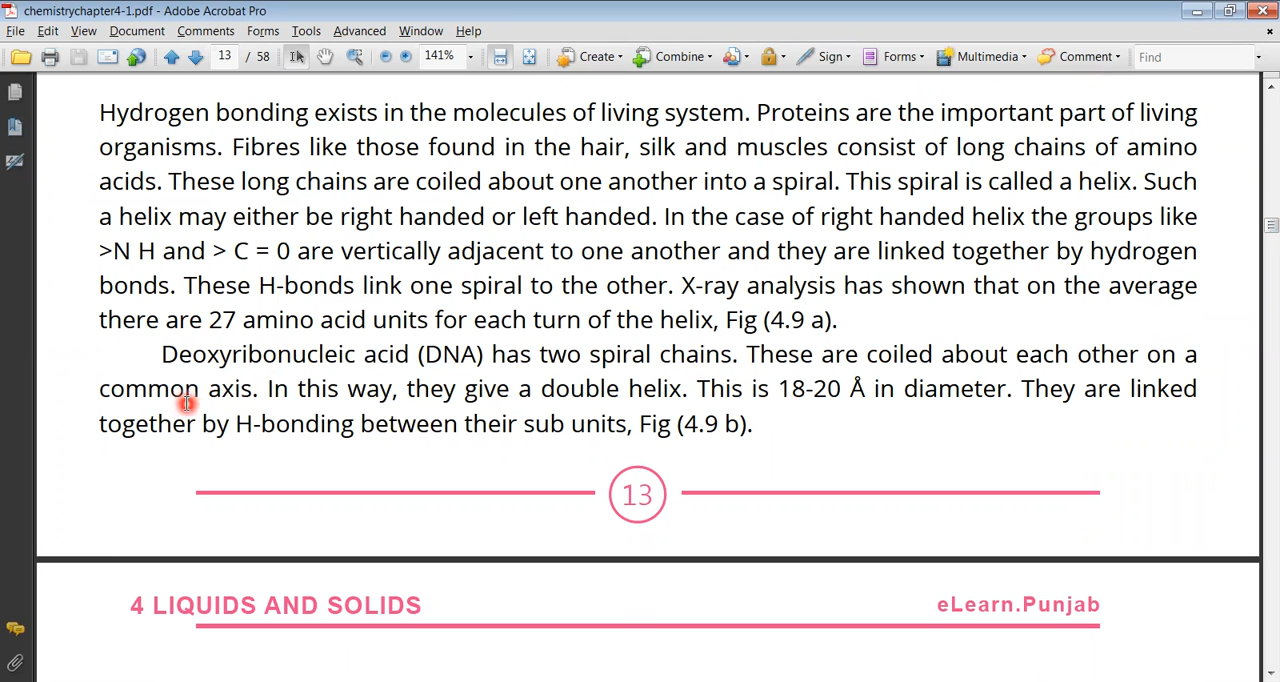 chemistrychapter4-1.pdf - Adobe Acrobat Pro
File Edit View Document Comments Forms Tools Advanced Window Help
13 / 58 141% Create Combine Sign Forms Multimedia Comment Find
Hydrogen bonding exists in the molecules of living system. Proteins are the important part of living
organisms. Fibres like those found in the hair, silk and muscles consist of long chains of amino
acids. These long chains are coiled about one another into a spiral. This spiral is called a helix. Such
a helix may either be right handed or left handed. In the case of right handed helix the groups like
>N H and > C = 0 are vertically adjacent to one another and they are linked together by hydrogen
bonds. These H-bonds link one spiral to the other. X-ray analysis has shown that on the average
there are 27 amino acid units for each turn of the helix, Fig (4.9 a).
Deoxyribonucleic acid (DNA) has two spiral chains. These are coiled about each other on a
common axis. In this way, they give a double helix. This is 18-20 Å in diameter. They are linked
together by H-bonding between their sub units, Fig (4.9 b).
13
4 LIQUIDS AND SOLIDS eLearn.Punjab